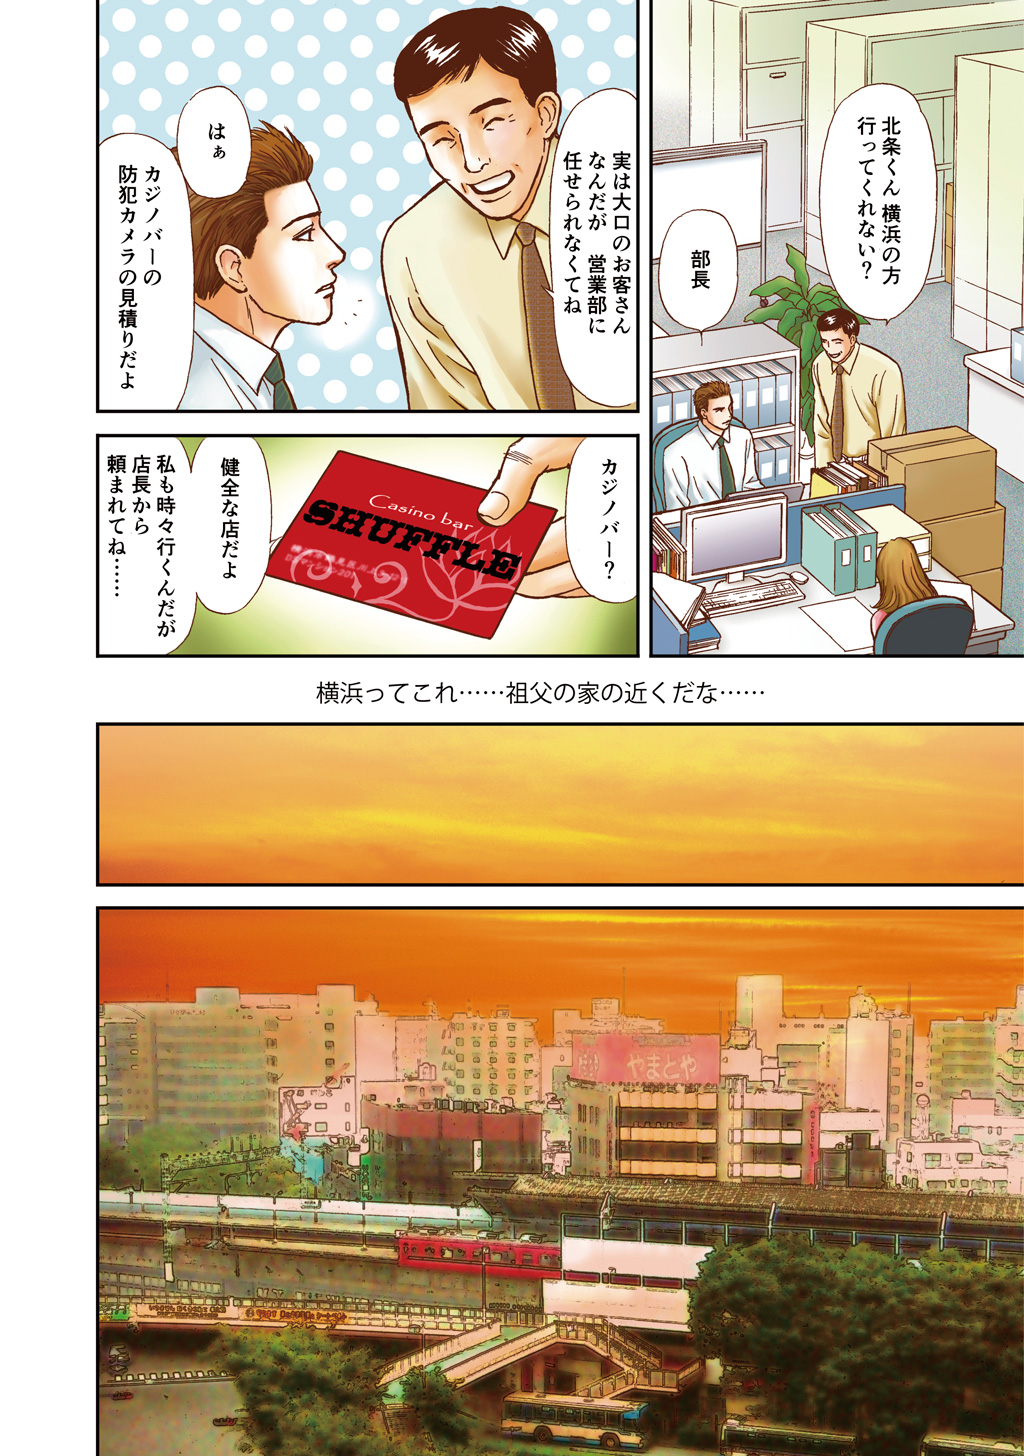 北条くん 横浜の方
行ってくれない？
部長
実は大口のお客さん
なんだが 営業部に
任せられなくてね
はぁ
カジノバーの
防犯カメラの見積りだよ
カジノバー？
Casino bar
SHUFFLE
健全な店だよ
私も時々行くんだが
店長から
頼まれてね……
横浜ってこれ……祖父の家の近くだな……
やまとや